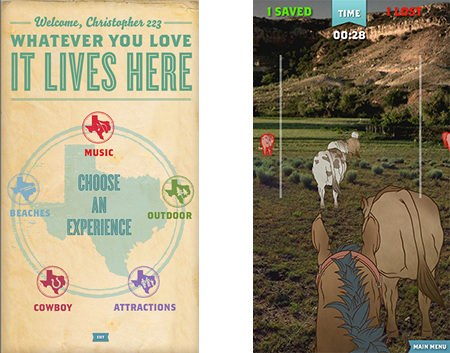 Welcome, Christopher 223
WHATEVER YOU LOVE
IT LIVES HERE
MUSIC
CHOOSE
AN
EXPERIENCE
BEACHES
OUTDOOR
COWBOY
ATTRACTIONS
EXIT
1 SAVED
TIME
1 LOST
00:28
MAIN MENU